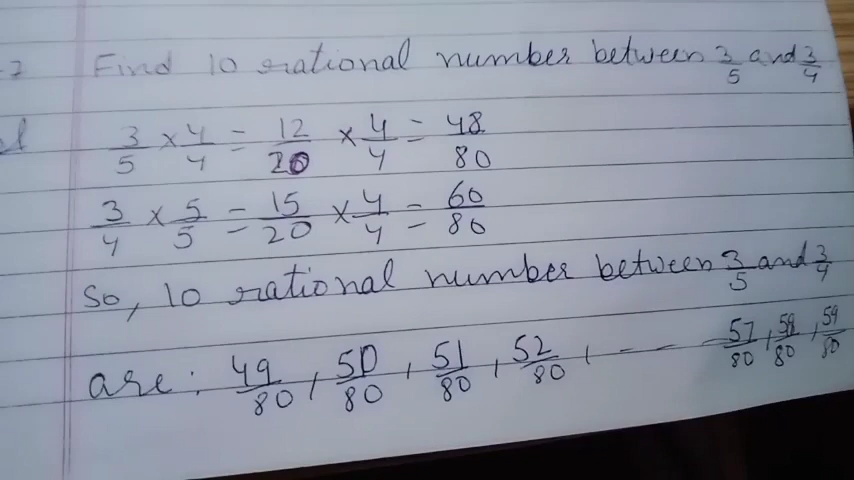 Find 10 rational number between 3/5 and 3/4
3/5 × 4/4 = 12/20 × 4/4 = 48/80
3/4 × 5/5 = 15/20 × 4/4 = 60/80
So, 10 rational number between 3/5 and 3/4
are: 49/80, 50/80, 51/80, 52/80, --- 57/80, 58/80, 59/80